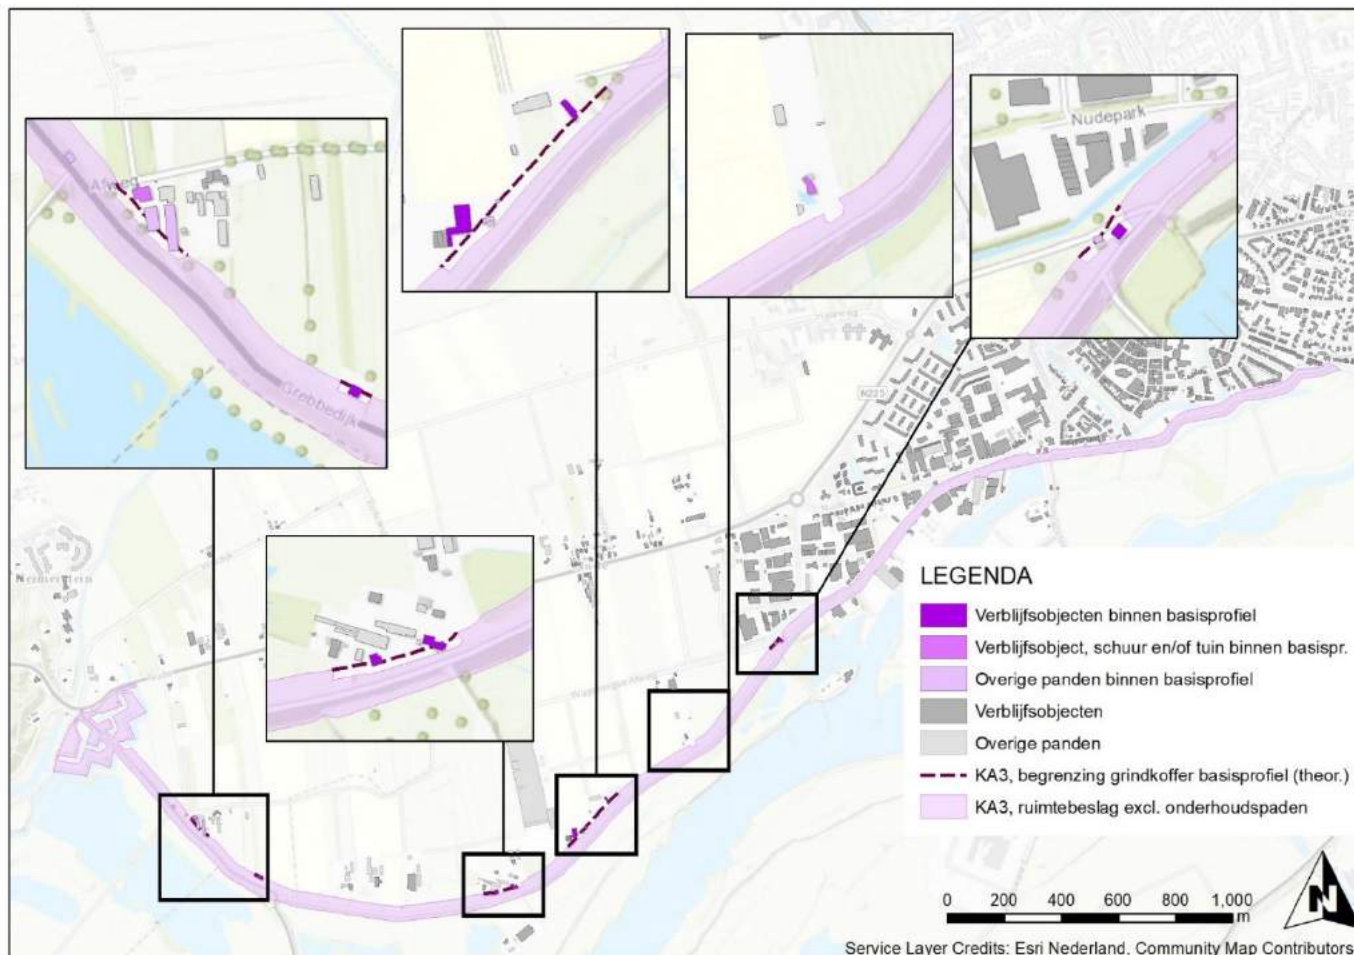 Nudepark
Afweg
Grebbedijk
N225
N225
LEGENDA
Verblijfsobjecten binnen basisprofiel
Verblijfsobject, schuur en/of tuin binnen basispr.
Overige panden binnen basisprofiel
Verblijfsobjecten
Overige panden
KA3, begrenzing grindkoffer basisprofiel (theor.)
KA3, ruimtebeslag excl. onderhoudspaden
0 200 400 600 800 1,000
m
N
Service Layer Credits: Esri Nederland, Community Map Contributors